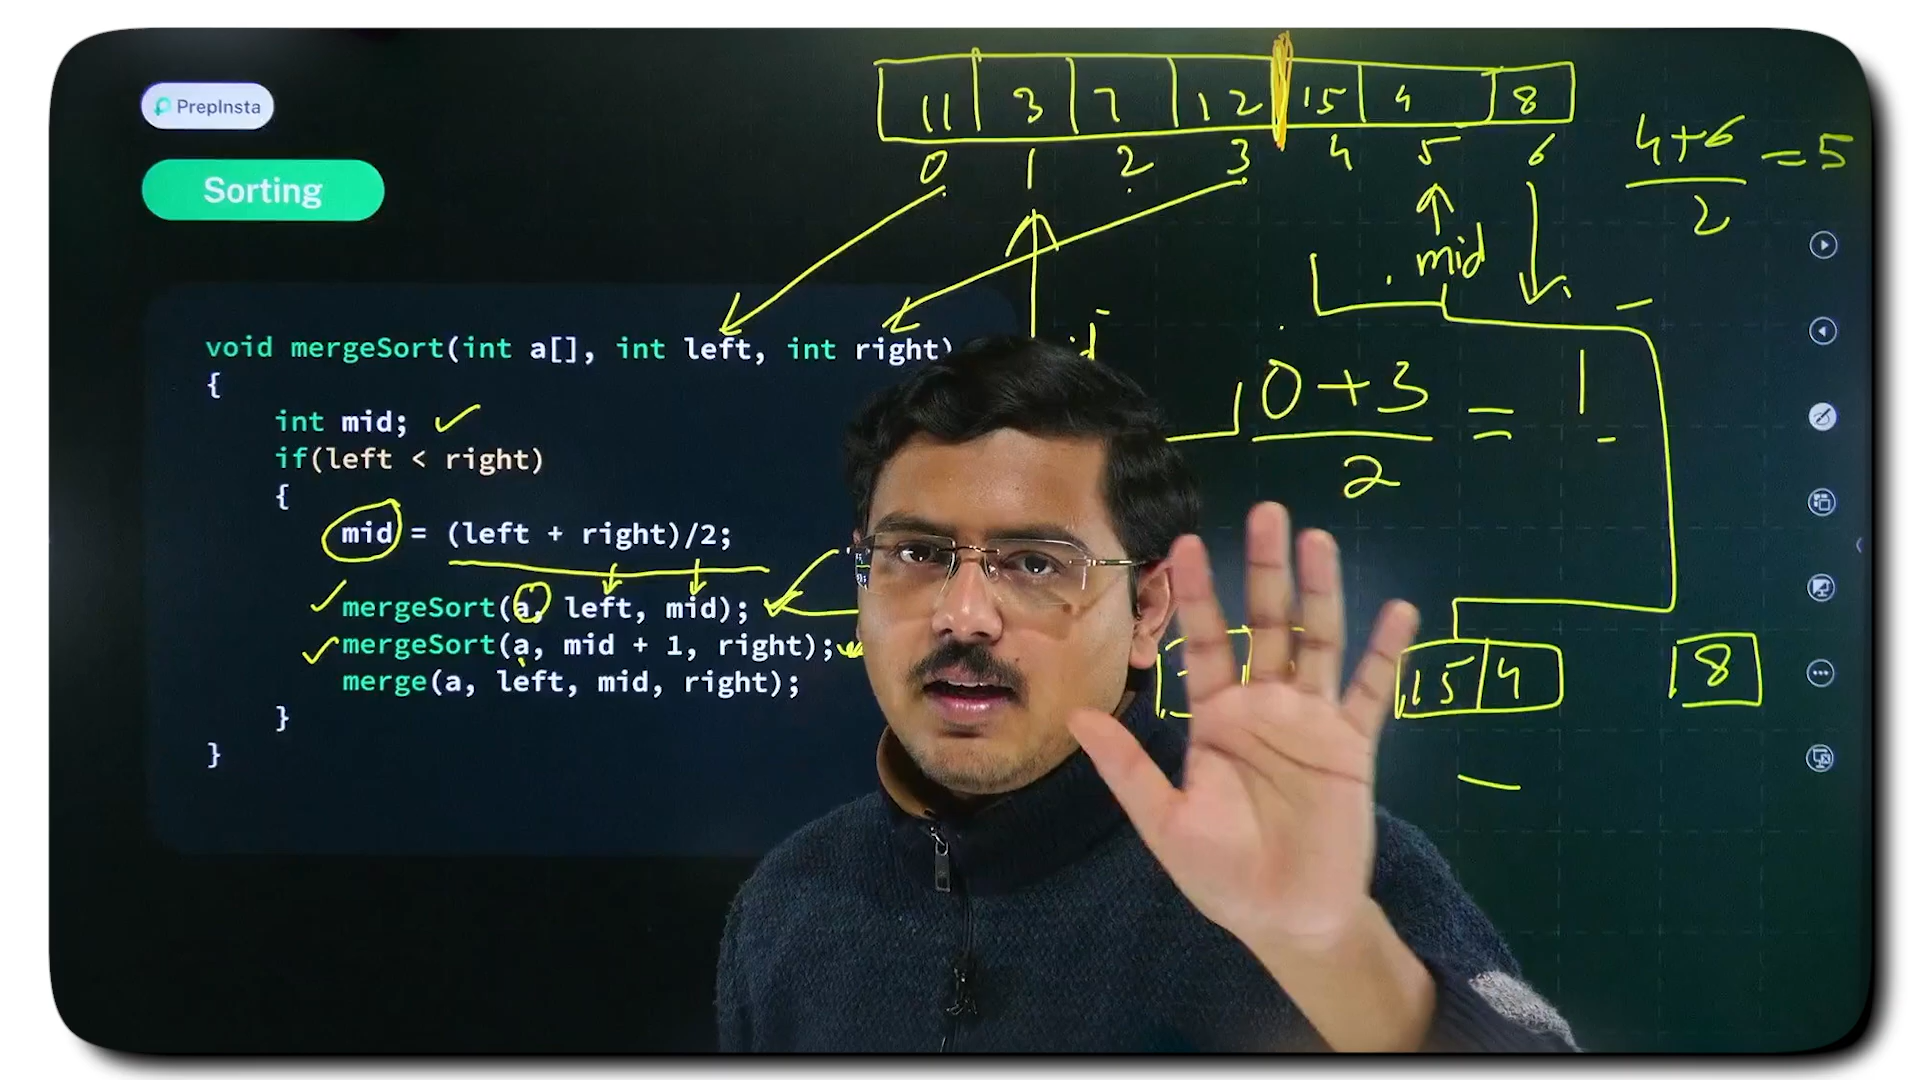 PrepInsta
Sorting
11 3 7 12 15 4 8
0 1 2 3 4 5 6
4+6
2
=5
mid
void mergeSort(int a[], int left, int right)
{
int mid;
if(left < right)
{
mid = (left + right)/2;
mergeSort(a, left, mid);
mergeSort(a, mid + 1, right);
merge(a, left, mid, right);
}
}
0+3
2
= 1
15 4
8